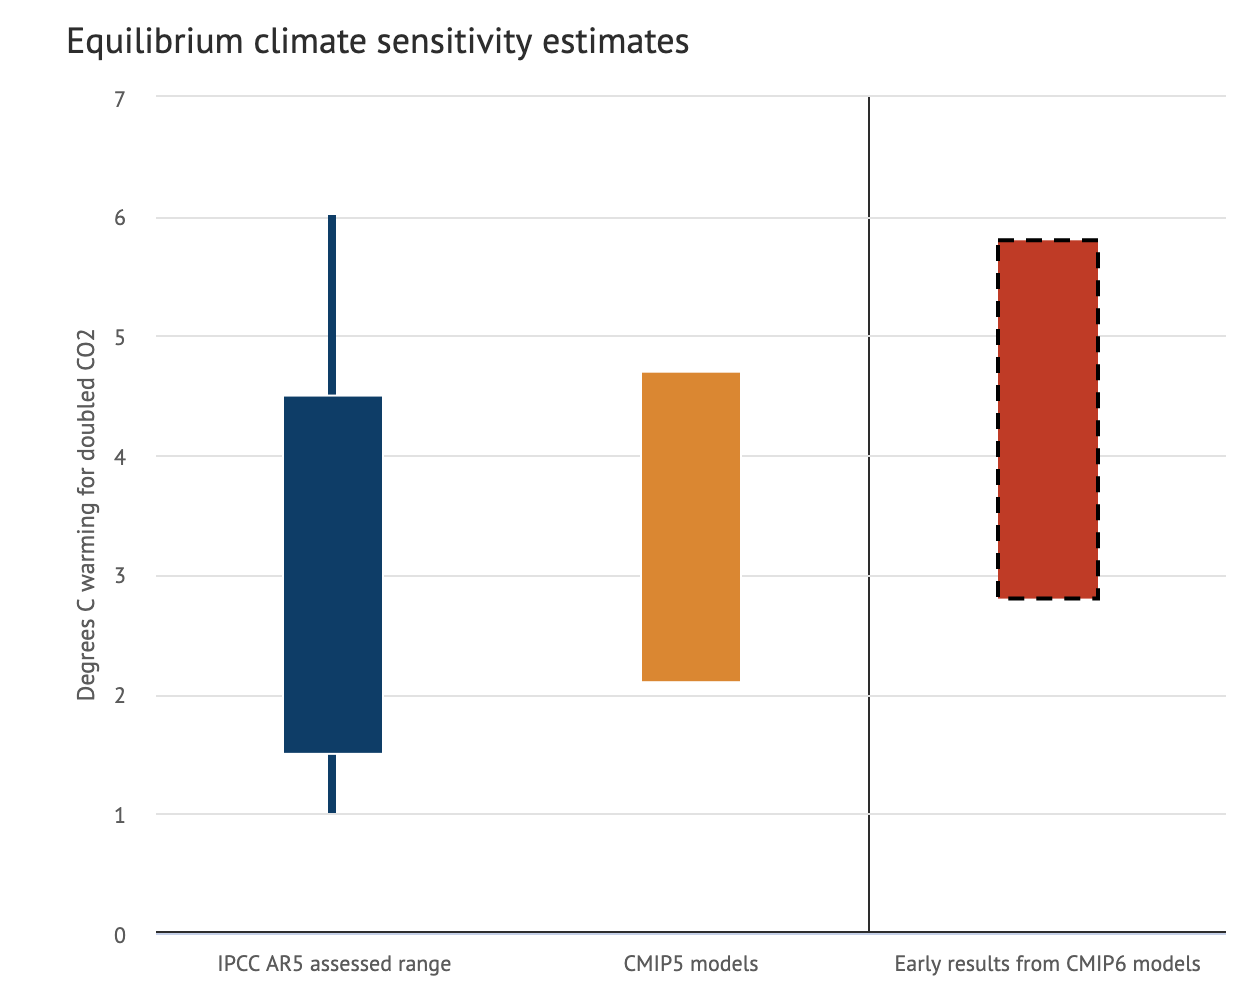 Equilibrium climate sensitivity estimates
7
6
5
4
3
2
1
0
Degrees C warming for doubled CO2
IPCC AR5 assessed range
CMIP5 models
Early results from CMIP6 models